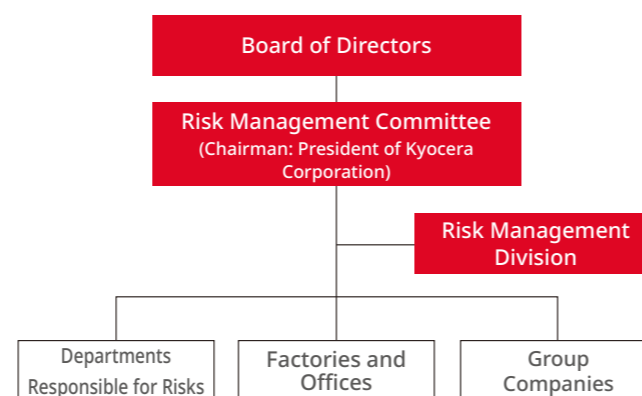 Board of Directors
Risk Management Committee
(Chairman: President of Kyocera
Corporation)
Risk Management
Division
Departments
Responsible for Risks
Factories and
Offices
Group
Companies